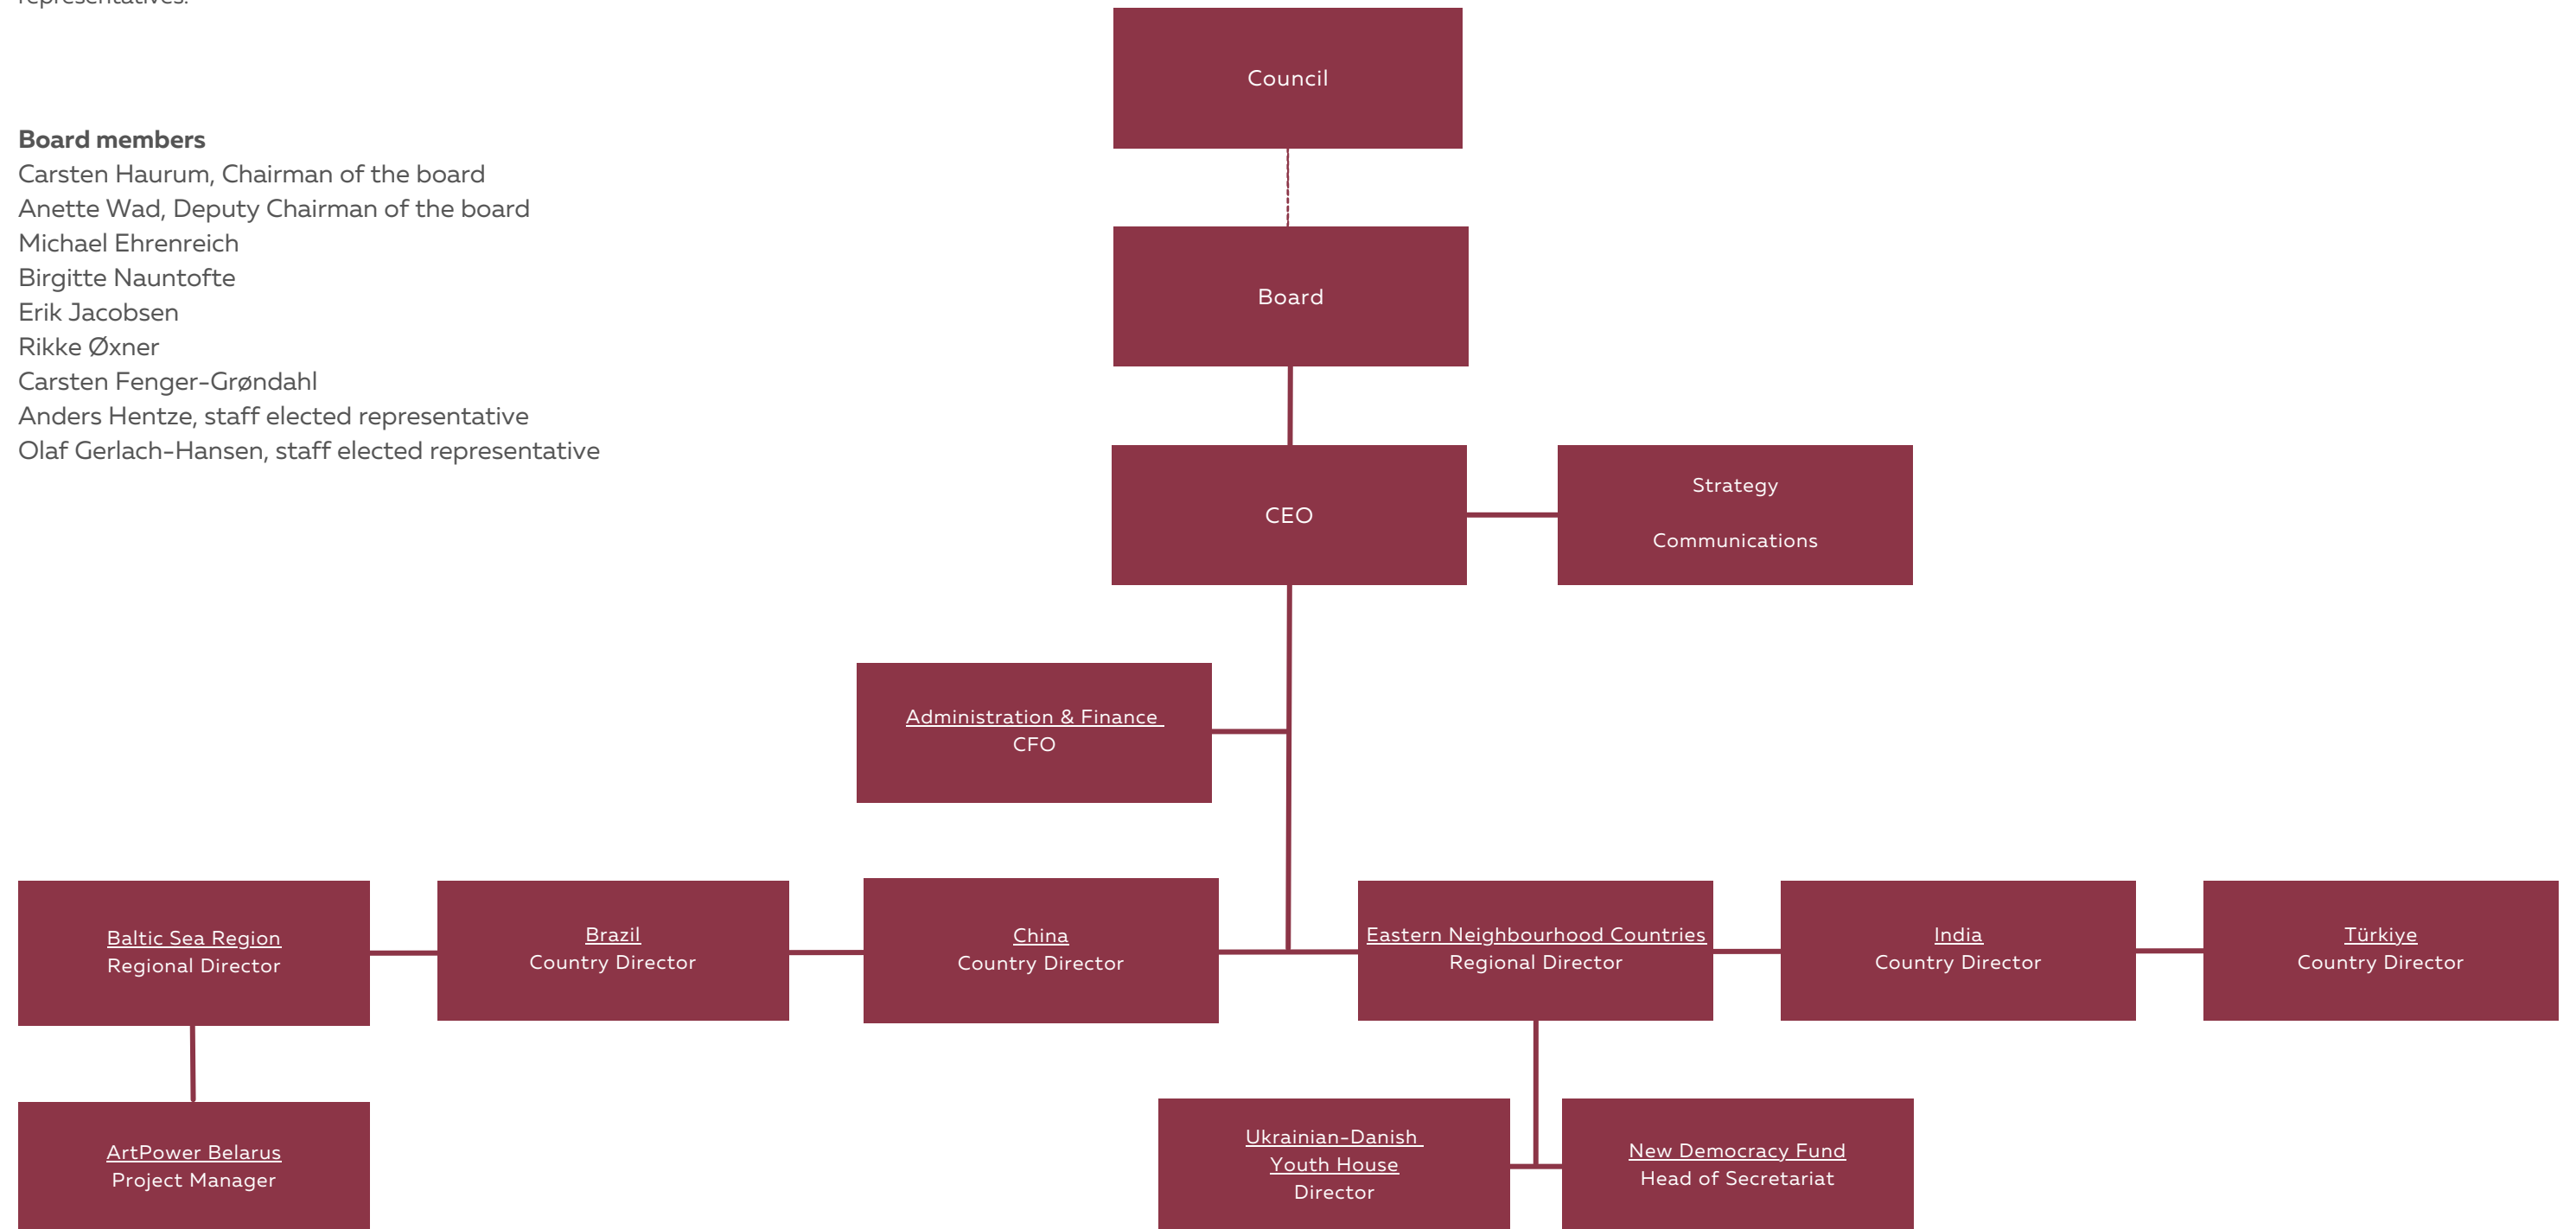 representatives.
Board members
Carsten Haurum, Chairman of the board
Anette Wad, Deputy Chairman of the board
Michael Ehrenreich
Birgitte Nauntofte
Erik Jacobsen
Rikke Øxner
Carsten Fenger-Grøndahl
Anders Hentze, staff elected representative
Olaf Gerlach-Hansen, staff elected representative
Council
Board
CEO
Strategy
Communications
Administration & Finance
CFO
Baltic Sea Region
Regional Director
Brazil
Country Director
China
Country Director
Eastern Neighbourhood Countries
Regional Director
India
Country Director
Türkiye
Country Director
ArtPower Belarus
Project Manager
Ukrainian-Danish
Youth House
Director
New Democracy Fund
Head of Secretariat